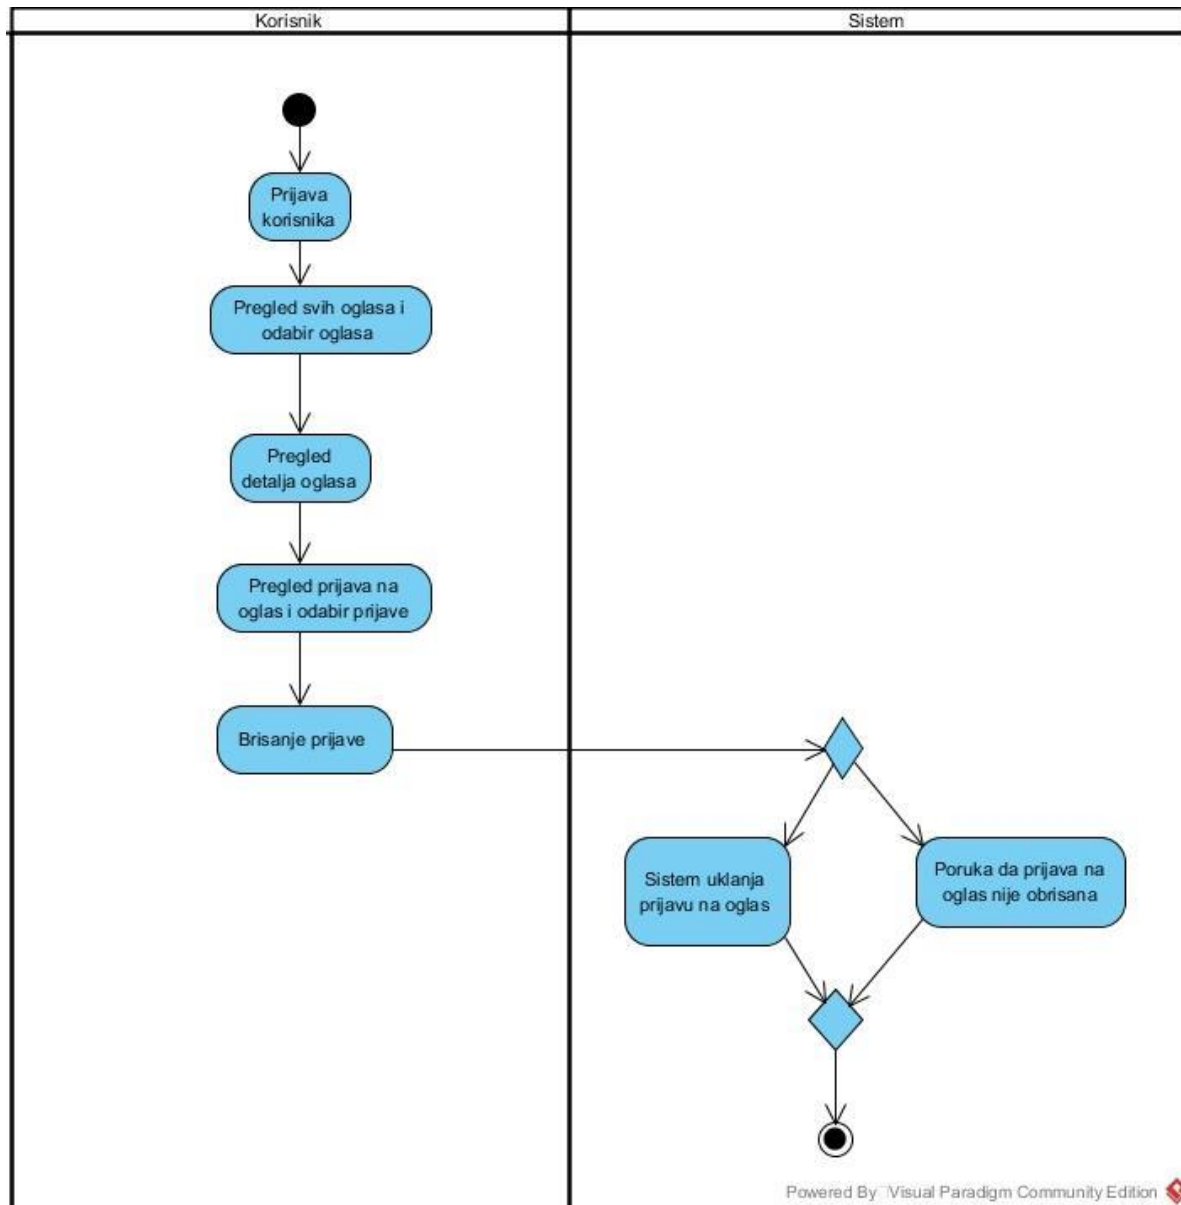 Korisnik
Sistem
Prijava
korisnika
Pregled svih oglasa i
odabir oglasa
Pregled
detalja oglasa
Pregled prijava na
oglas i odabir prijave
Brisanje prijave
Sistem uklanja
prijavu na oglas
Poruka da prijava na
oglas nije obrisana
Powered By Visual Paradigm Community Edition